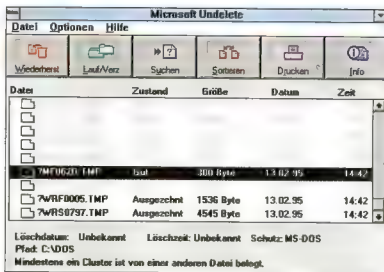 Microsoft Undelete
Datei Optionen Hilfe
Wiederherst Lauf/Verz Suchen Sortieren Drucken Info
Datei Zustand Größe Datum Zeit
Gut 300 Byte 13.02.95 14:42
?WRF0005.TMP Ausgezehnt 1536 Byte 13.02.95 14:42
?WRS0797.TMP Ausgezehnt 4545 Byte 13.02.95 14:42
Löschdatum: Unbekannt Löschzeit: Unbekannt Schutz: MS-DOS
Pfad: C:\DOS
Mindestens ein Cluster ist von einer anderen Datei belegt.